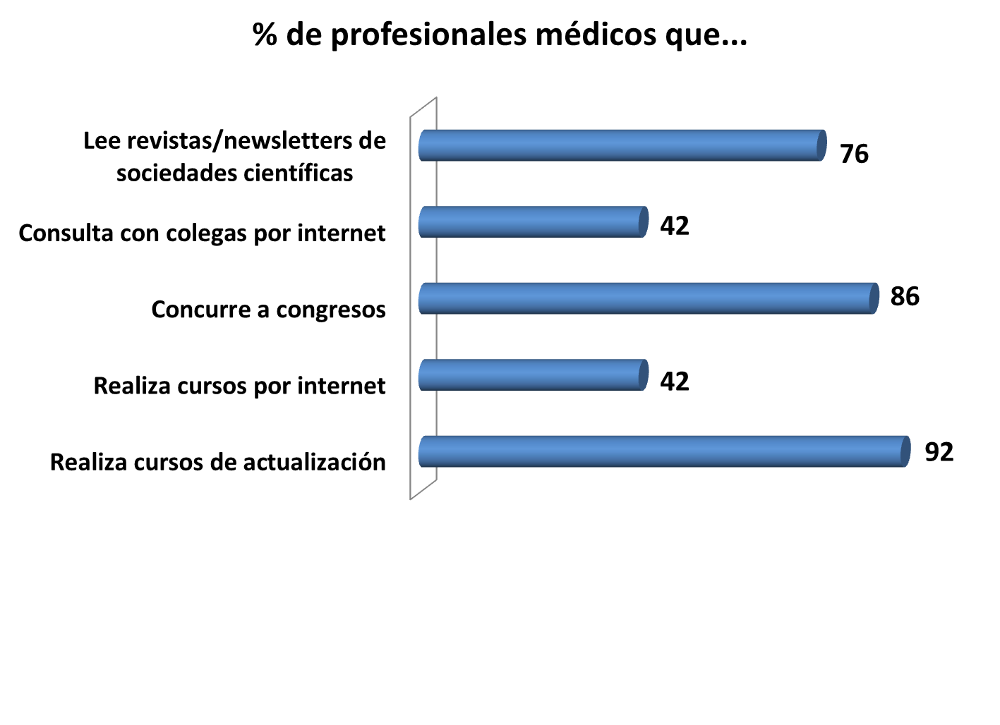 % de profesionales médicos que...
Lee revistas/newsletters de
sociedades científicas
76
Consulta con colegas por internet
42
Concurre a congresos
86
Realiza cursos por internet
42
Realiza cursos de actualización
92